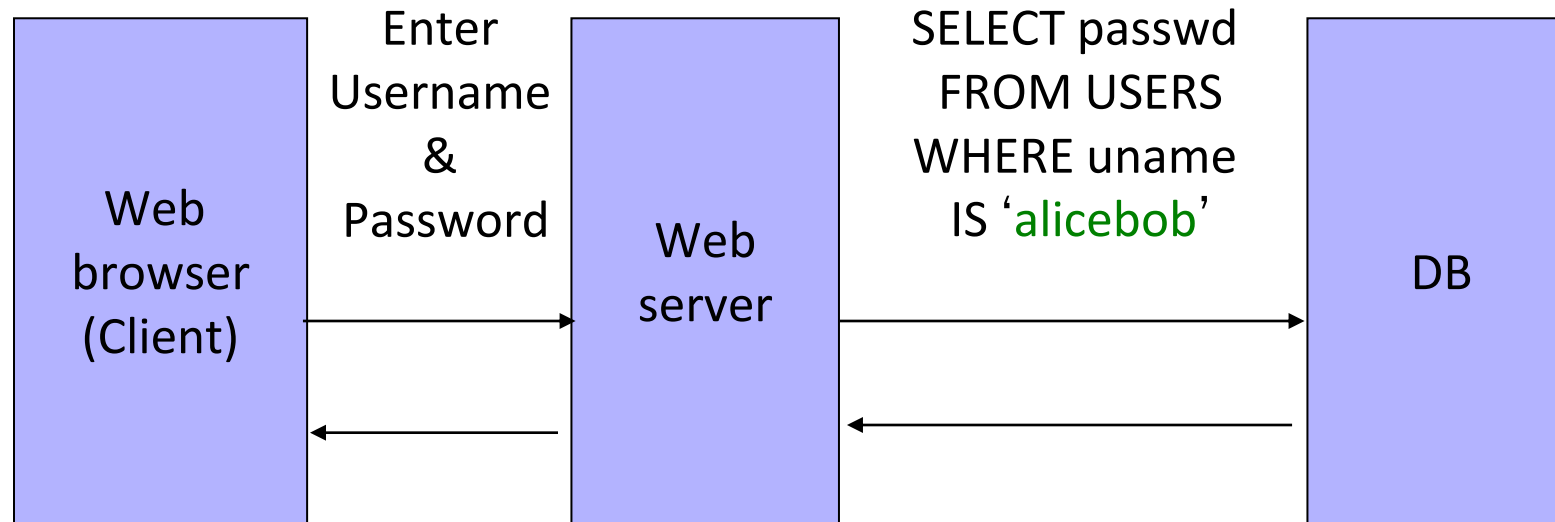 Web
browser
(Client)
Enter
Username
&
Password
Web
server
SELECT passwd
FROM USERS
WHERE uname
IS ‘alicebob’
DB